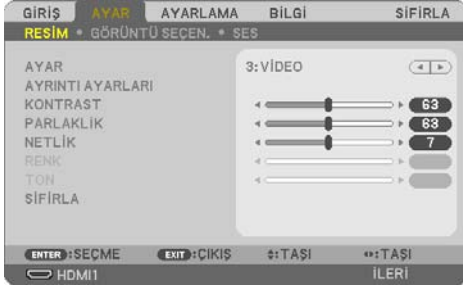 GİRİŞ AYAR AYARLAMA BİLGİ SIFIRLA
RESİM • GÖRÜNTÜ SEÇEN. • SES
AYAR 3:VİDEO
AYRINTI AYARLARI
KONTRAST 63
PARLAKLIK 63
NETLİK 7
RENK
TON
SIFIRLA
ENTER :SEÇME EXIT :ÇIKIŞ :TAŞI :TAŞI
HDMI1 İLERİ